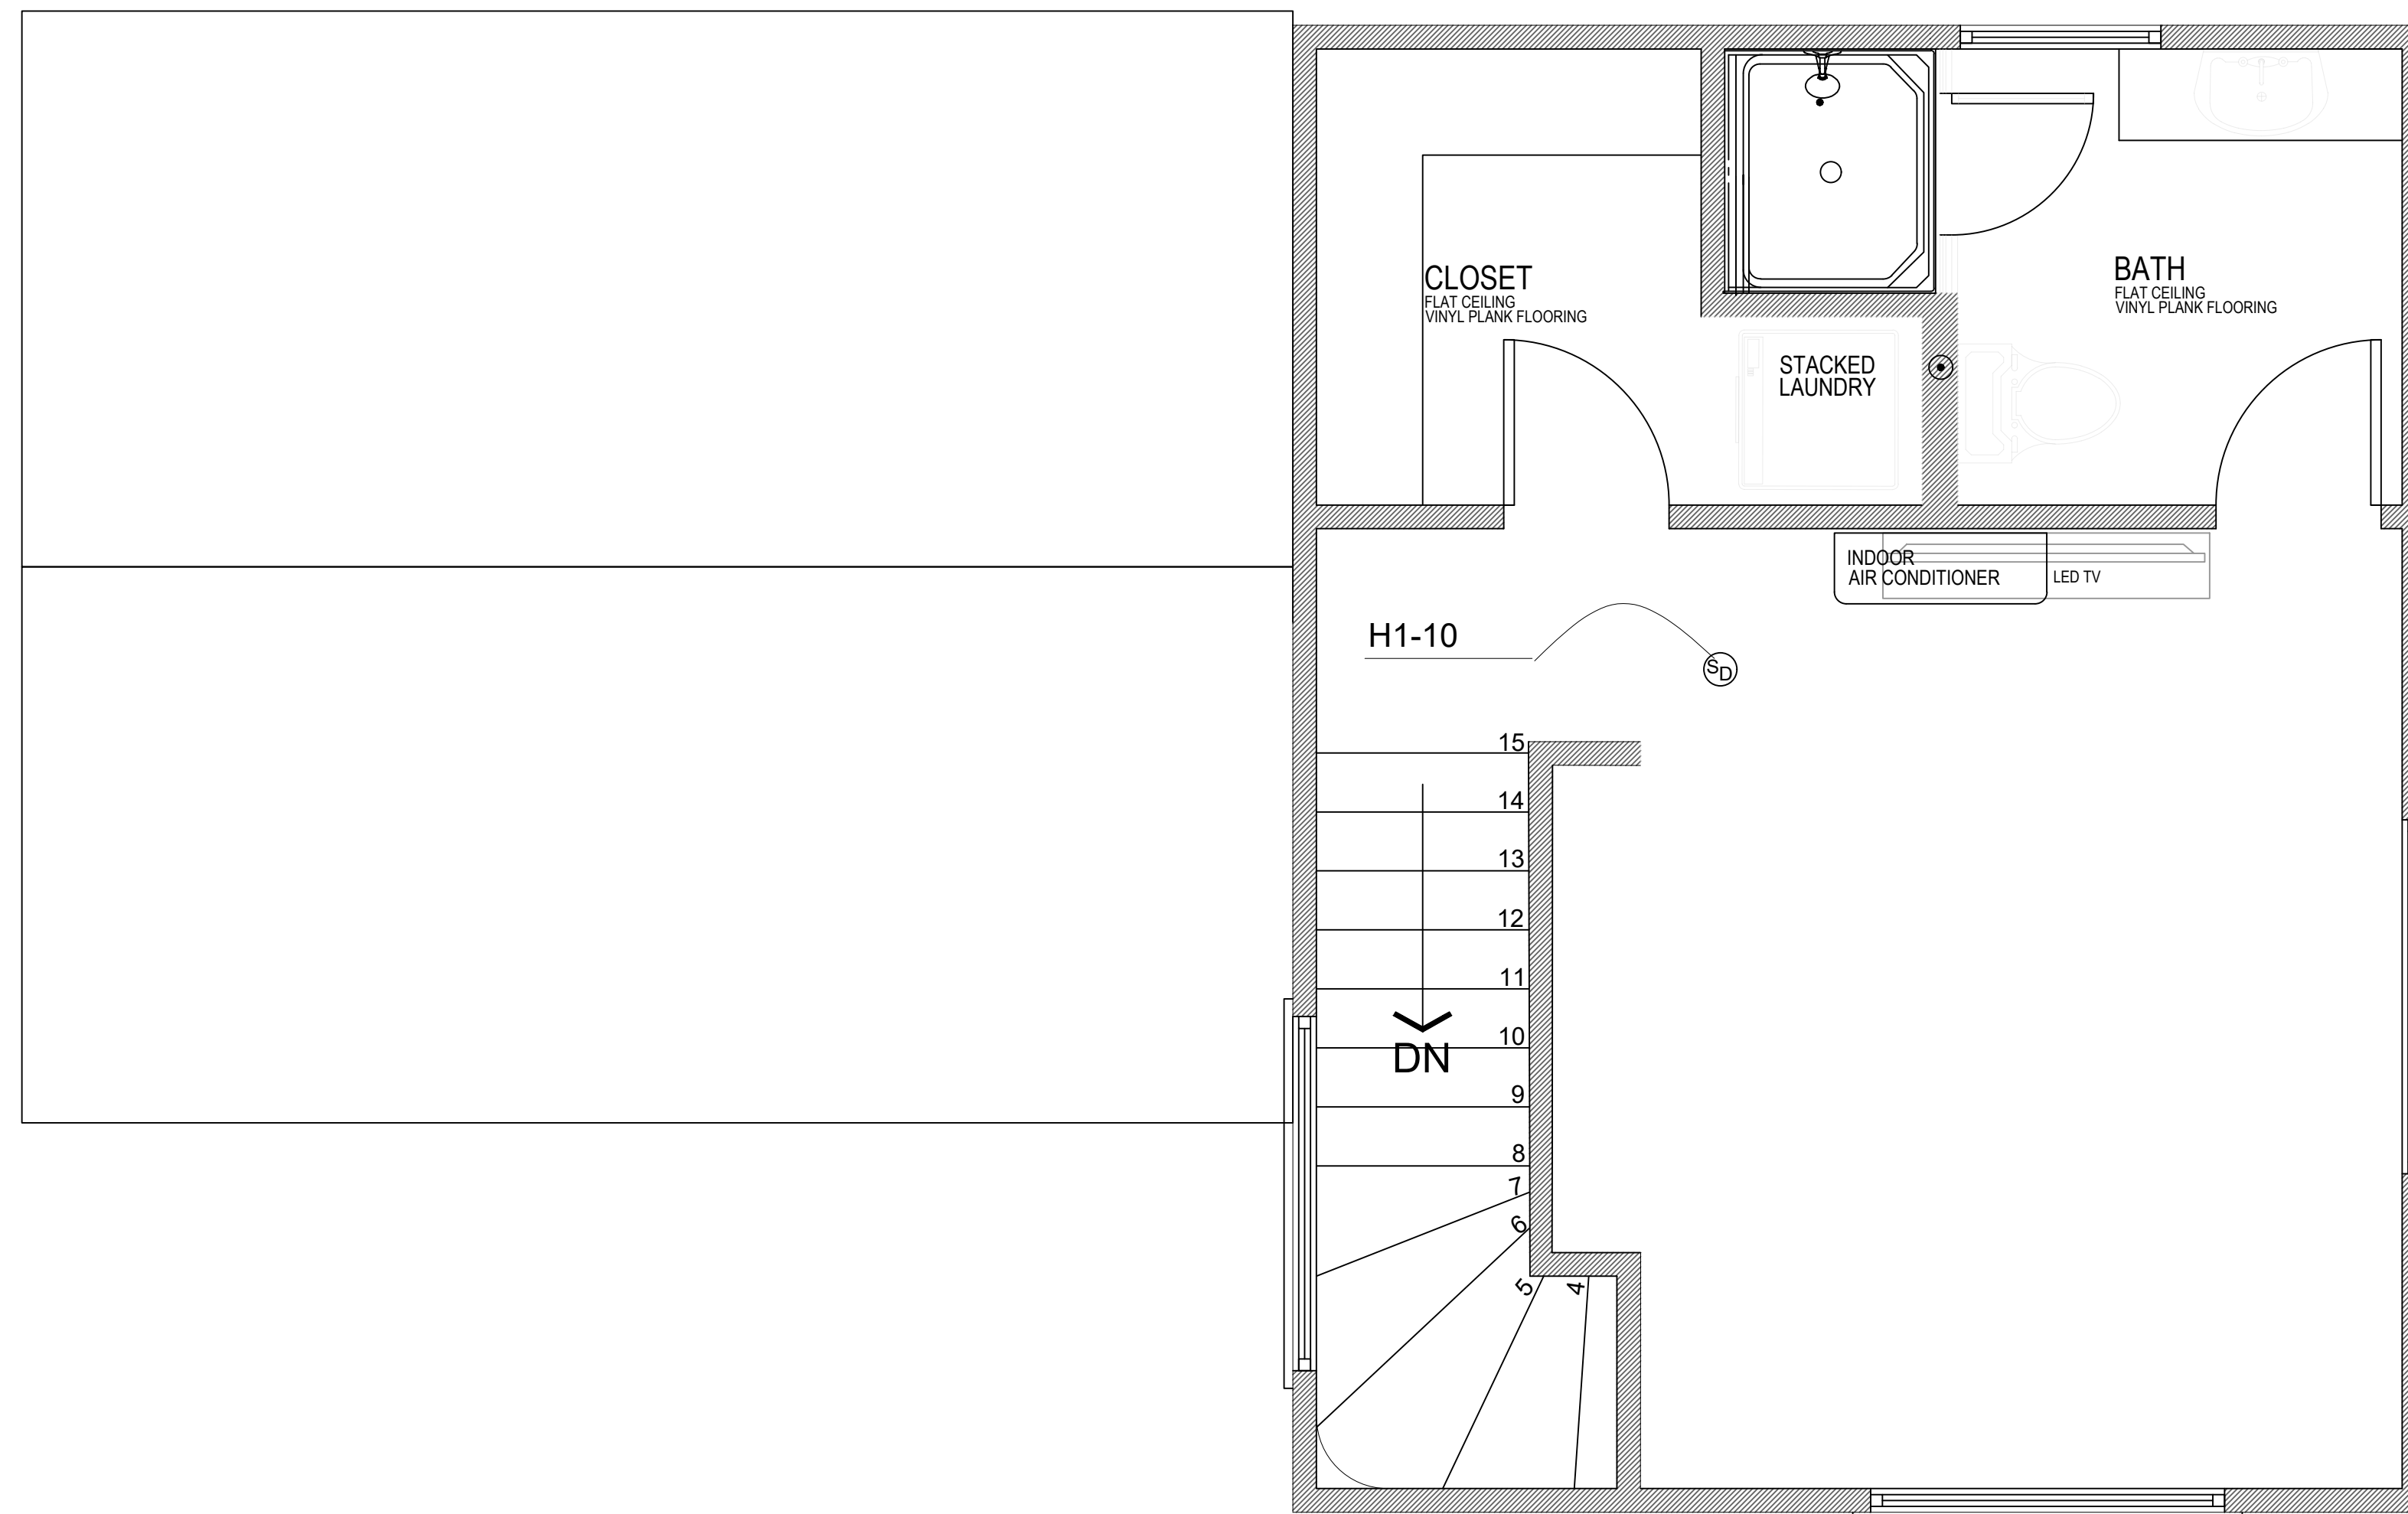 CLOSET
FLAT CEILING
VINYL PLANK FLOORING
BATH
FLAT CEILING
VINYL PLANK FLOORING
STACKED
LAUNDRY
INDOOR
AIR CONDITIONER
LED TV
H1-10
SD
15
14
13
12
11
10
DN
9
8
7
6
5
4